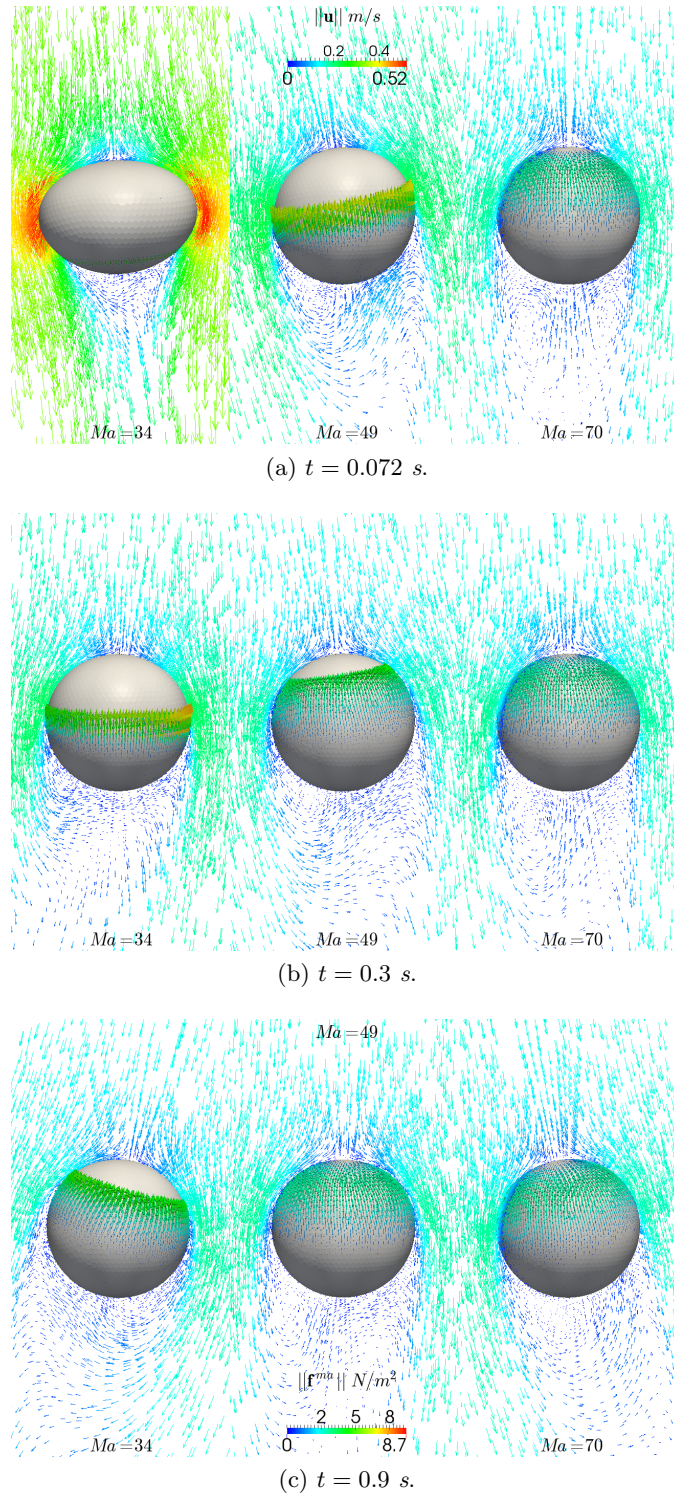 ||u|| m/s
0.2 0.4
0 0.52
Ma=34 Ma=49 Ma=70
(a) t = 0.072 s.
Ma=34 Ma=49 Ma=70
(b) t = 0.3 s.
Ma=49
||f^ma|| N/m^2
2 5 8
0 8.7
Ma=34 Ma=70
(c) t = 0.9 s.